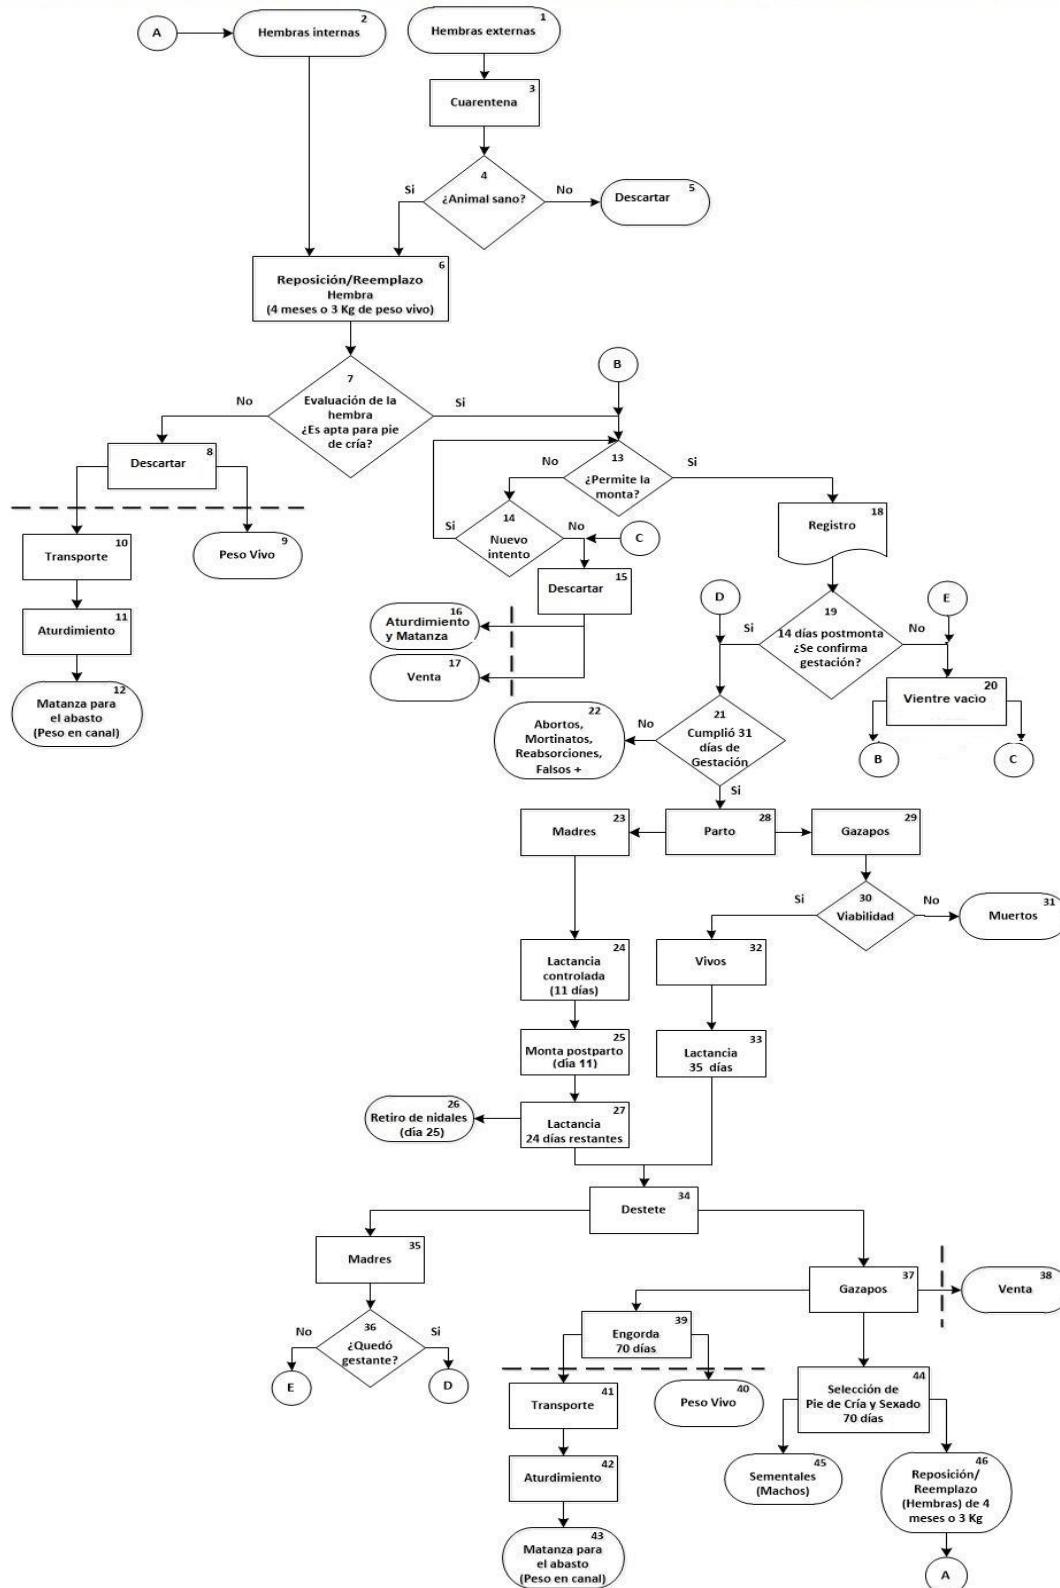 A
2
Hembras internas
1
Hembras externas
3
Cuarentena
4
¿Animal sano?
Si
No
5
Descartar
6
Reposición/Reemplazo
Hembra
(4 meses o 3 Kg de peso vivo)
7
Evaluación de la
hembra
¿Es apta para pie
de cría?
No
Si
B
8
Descartar
13
¿Permite la
monta?
No
Si
14
Nuevo
intento
Si
No
C
18
Registro
10
Transporte
9
Peso Vivo
15
Descartar
11
Aturdimiento
16
Aturdimiento
y Matanza
17
Venta
12
Matanza para
el abasto
(Peso en canal)
D
E
19
14 días postmonta
¿Se confirma
gestación?
Si
No
20
Vientre vacio
B
C
21
Cumplió 31
días de
Gestación
No
Si
22
Abortos,
Mortinatos,
Reabsorciones,
Falsos +
23
Madres
28
Parto
29
Gazapos
30
Viabilidad
Si
No
31
Muertos
24
Lactancia
controlada
(11 días)
32
Vivos
25
Monta postparto
(dia 11)
33
Lactancia
35 días
26
Retiro de nidales
(dia 25)
27
Lactancia
24 días restantes
34
Destete
35
Madres
36
¿Quedó
gestante?
No
Si
E
D
37
Gazapos
38
Venta
39
Engorda
70 días
40
Peso Vivo
41
Transporte
42
Aturdimiento
43
Matanza para
el abasto
(Peso en canal)
44
Selección de
Pie de Cría y Sexado
70 días
45
Sementales
(Machos)
46
Reposición/
Reemplazo
(Hembras) de 4
meses o 3 Kg
A